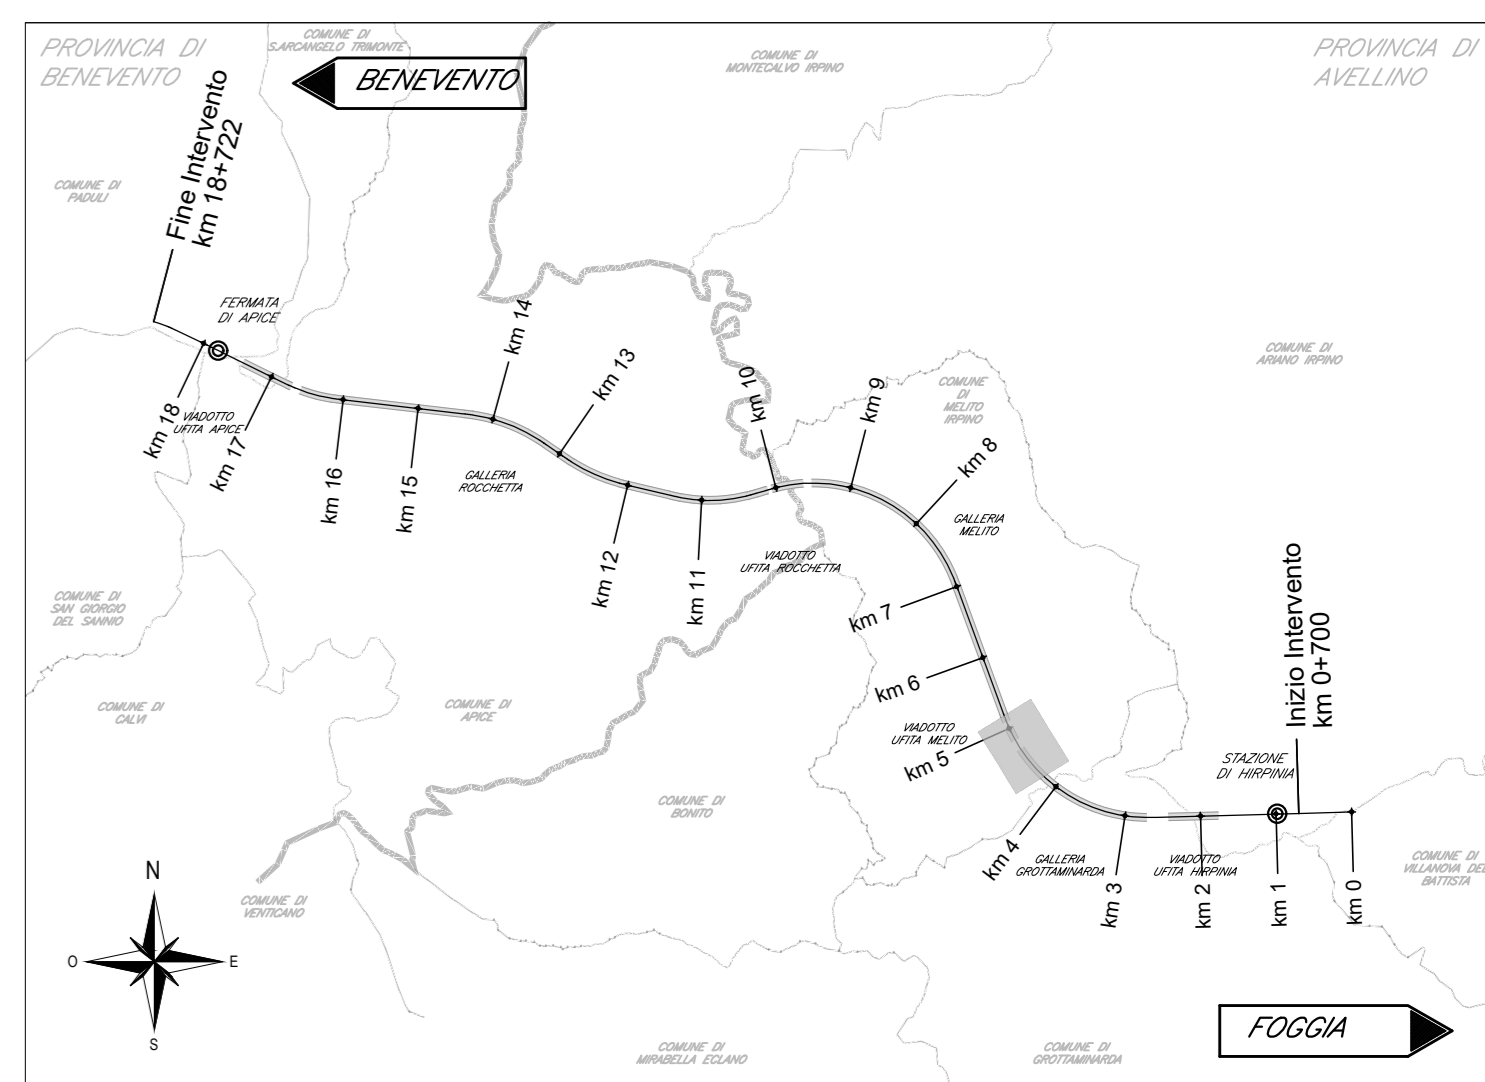 PROVINCIA DI
BENEVENTO
COMUNE DI
S.ARCANGELO TRIMONTE
BENEVENTO
COMUNE DI
MONTECALVO IRPINO
PROVINCIA DI
AVELLINO
Fine Intervento
km 18+722
COMUNE DI
PADULI
FERMATA
DI APICE
km 14
km 13
km 10
km 9
COMUNE
DI
MELITO
IRPINO
COMUNE DI
ARIANO IRPINO
km 18
VIADOTTO
UFITA APICE
km 17
km 16
km 15
GALLERIA
ROCCHETTA
km 8
GALLERIA
MELITO
km 12
km 11
VIADOTTO
UFITA ROCCHETTA
COMUNE DI
SAN GIORGIO
DEL SANNIO
km 7
km 6
Inizio Intervento
km 0+700
COMUNE DI
CALVI
COMUNE DI
APICE
VIADOTTO
UFITA MELITO
km 5
STAZIONE
DI HIRPINIA
COMUNE DI
BONITO
km 4
GALLERIA
GROTTAMINARDA
km 3
VIADOTTO
UFITA HIRPINIA
km 2
km 1
km 0
COMUNE DI
VILLANOVA DEL
BATTISTA
COMUNE DI
VENTICANO
N
O
E
S
COMUNE DI
MIRABELLA ECLANO
COMUNE DI
GROTTAMINARDA
FOGGIA